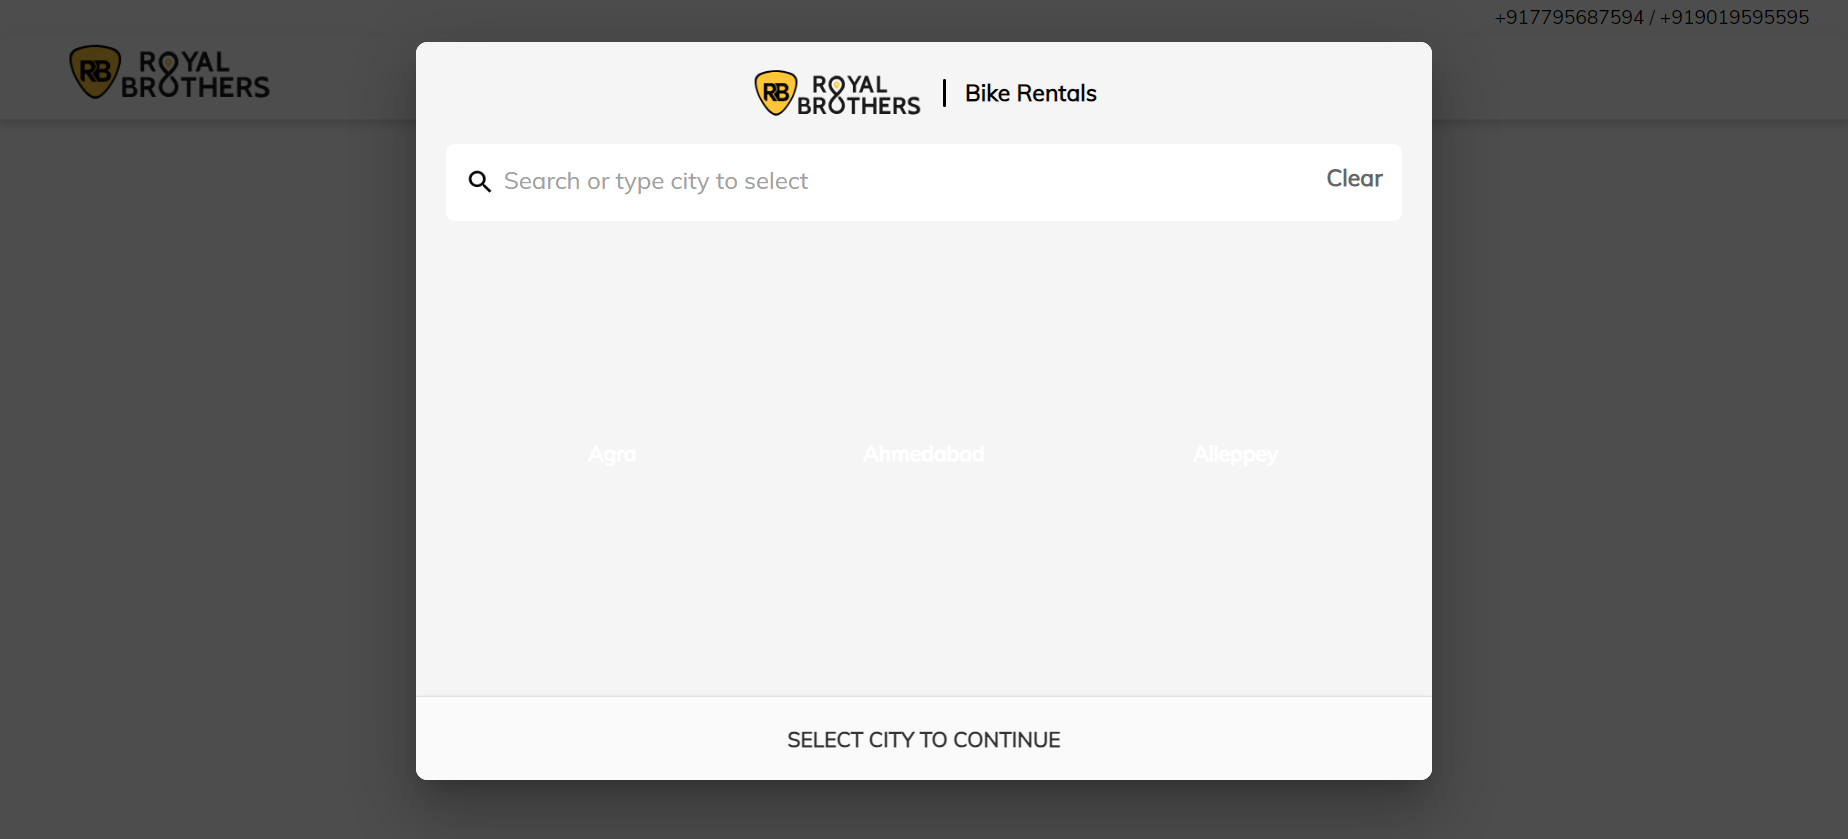 +917795687594 / +919019595595
RB ROYAL
BROTHERS
RB ROYAL
BROTHERS | Bike Rentals
Search or type city to select
Clear
Agra
Ahmedabad
Alleppey
SELECT CITY TO CONTINUE